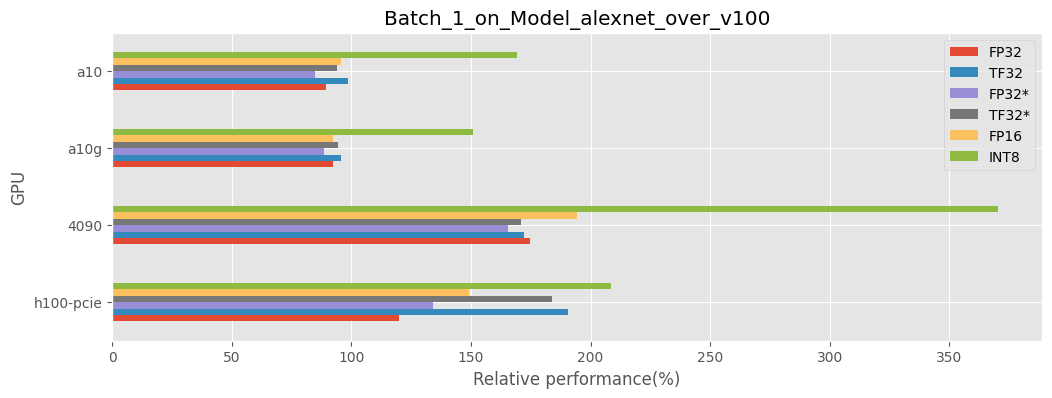 Batch_1_on_Model_alexnet_over_v100
FP32
TF32
FP32*
TF32*
FP16
INT8
GPU
a10
a10g
4090
h100-pcie
0 50 100 150 200 250 300 350
Relative performance(%)